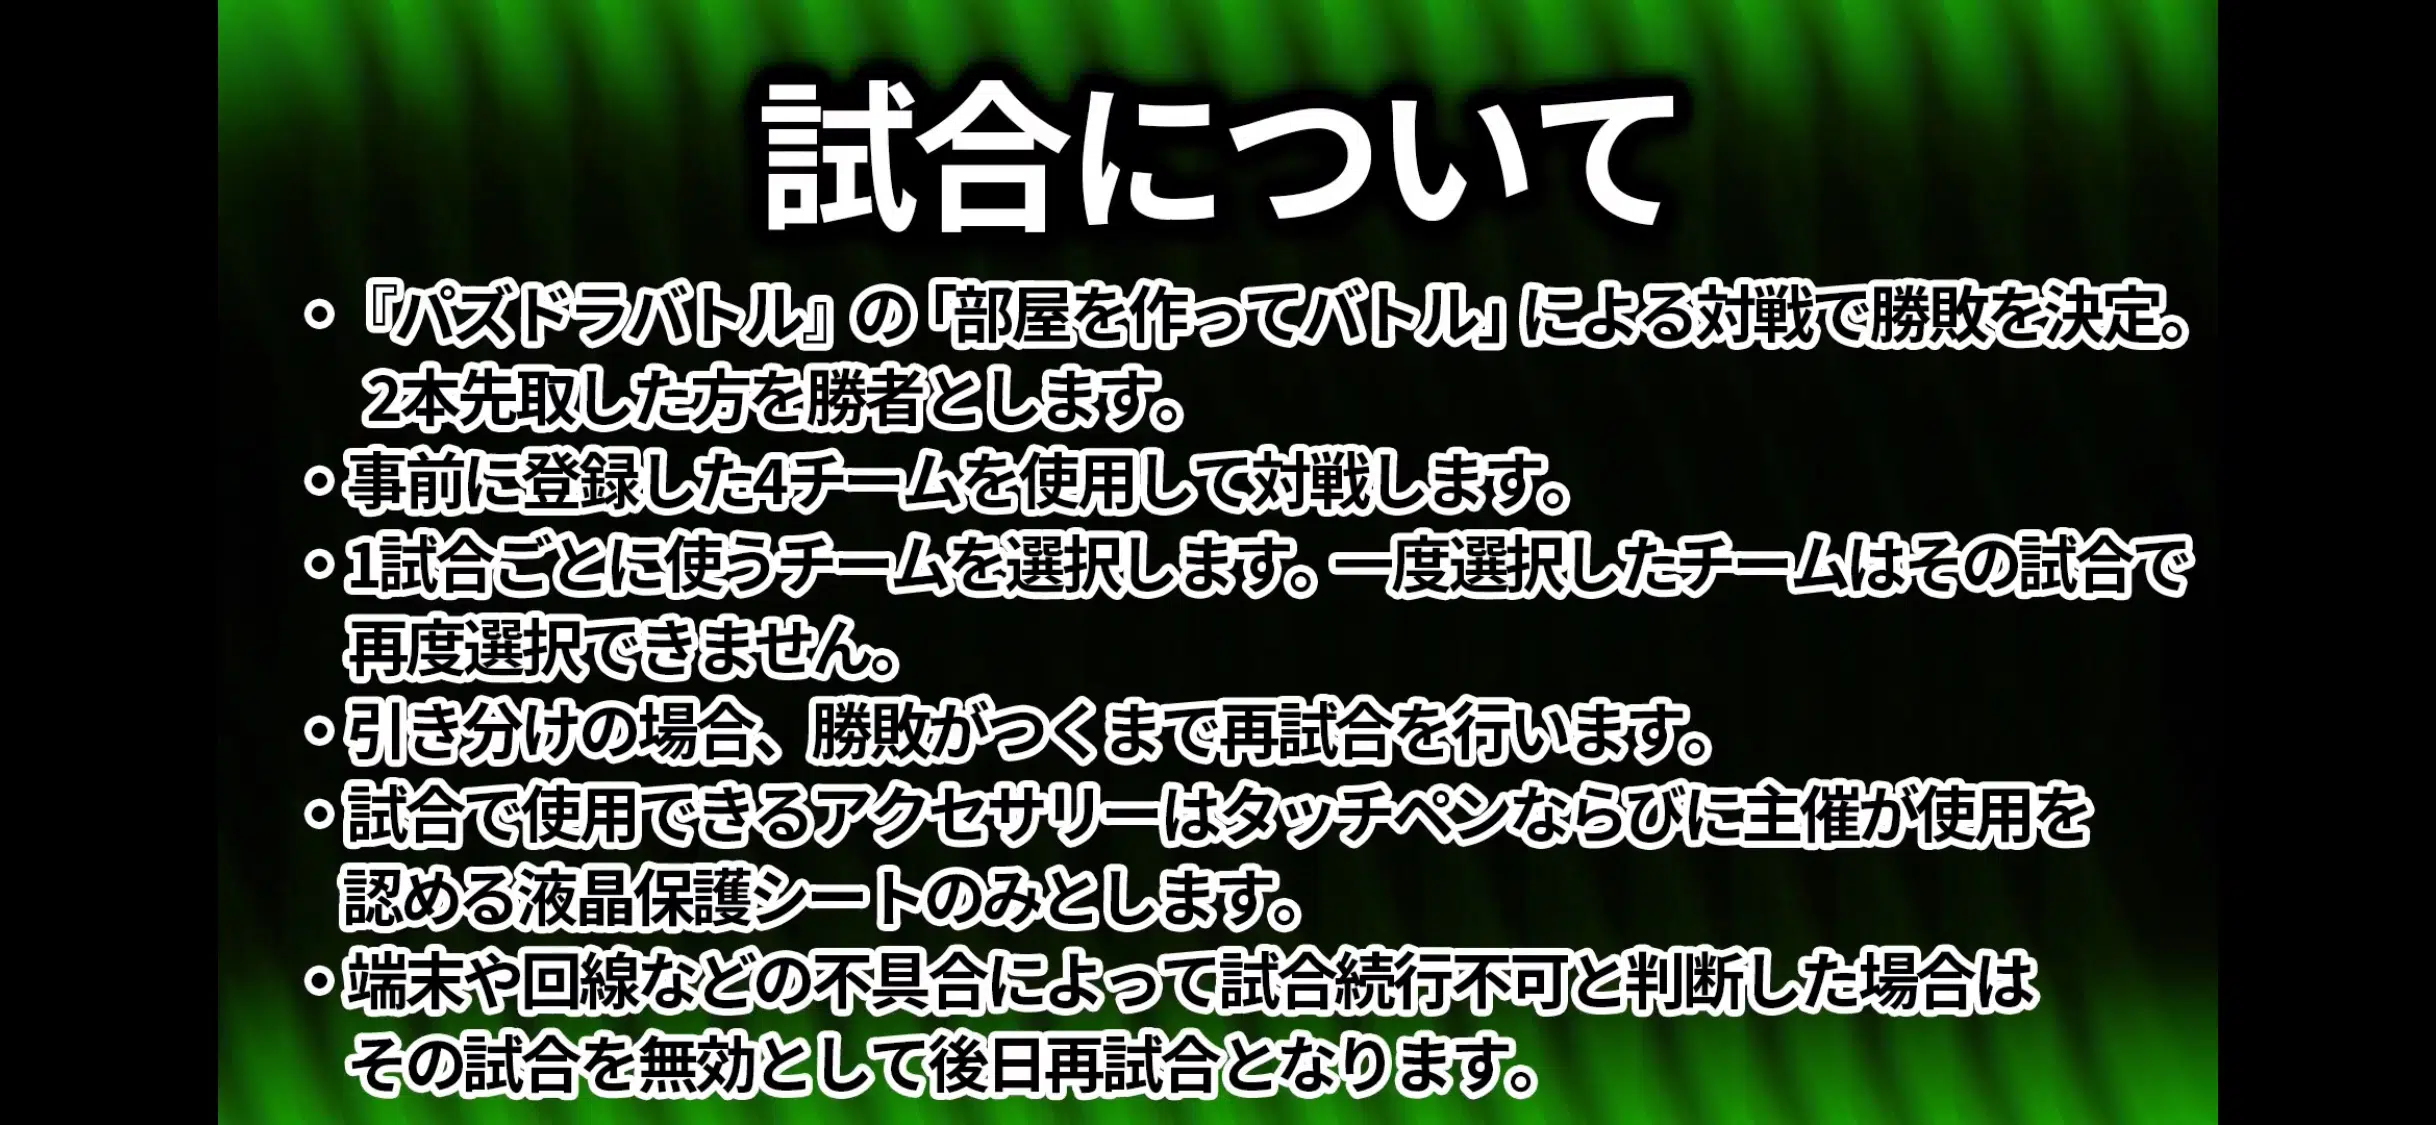 試合について
・『パズドラバトル』の「部屋を作ってバトル」による対戦で勝敗を決定。
2本先取した方を勝者とします。
・事前に登録した4チームを使用して対戦します。
・1試合ごとに使うチームを選択します。一度選択したチームはその試合で
再度選択できません。
・引き分けの場合、勝敗がつくまで再試合を行います。
・試合で使用できるアクセサリーはタッチペンならびに主催が使用を
認める液晶保護シートのみとします。
・端末や回線などの不具合によって試合続行不可と判断した場合は
その試合を無効として後日再試合となります。